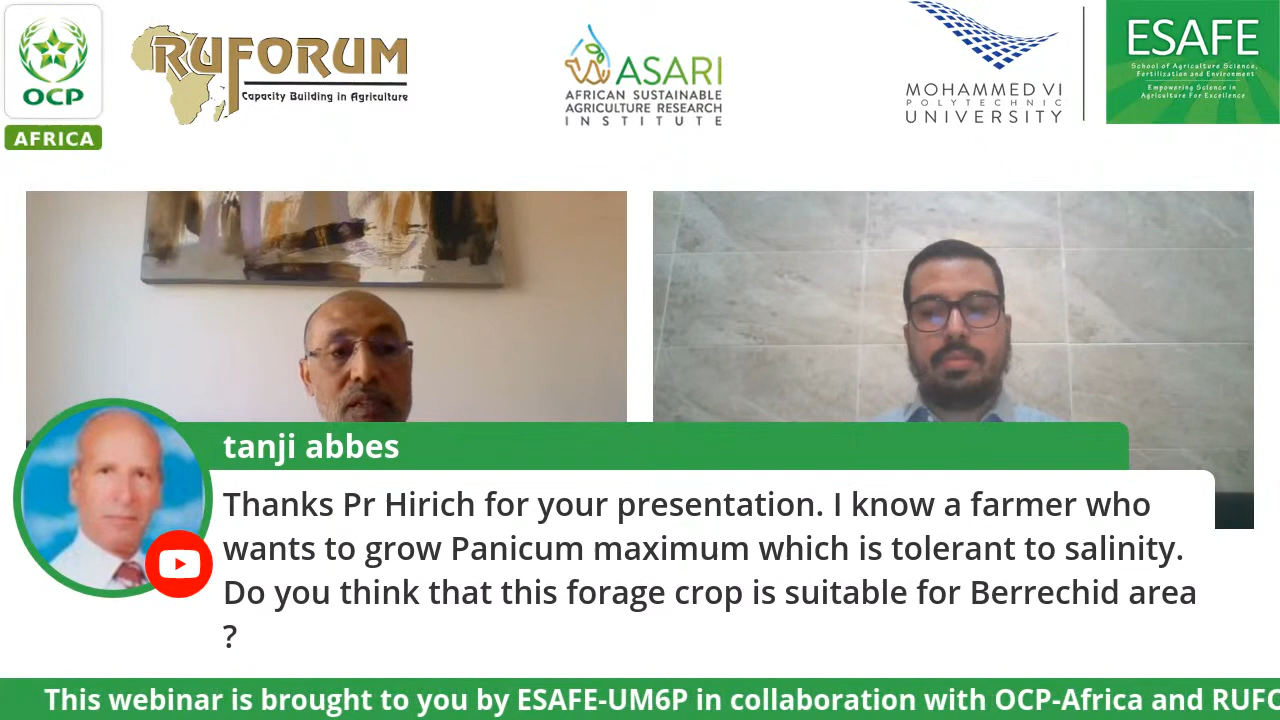 OCP
AFRICA
RUFORUM
Capacity Building in Agriculture
ASARI
AFRICAN SUSTAINABLE
AGRICULTURE RESEARCH
INSTITUTE
MOHAMMED VI
POLYTECHNIC
UNIVERSITY
ESAFE
School of Agriculture Science,
Fertilization and Environment
Empowering Science in
Agriculture For Excellence
tanji abbes
Thanks Pr Hirich for your presentation. I know a farmer who
wants to grow Panicum maximum which is tolerant to salinity.
Do you think that this forage crop is suitable for Berrechid area
?
This webinar is brought to you by ESAFE-UM6P in collaboration with OCP-Africa and RUFO